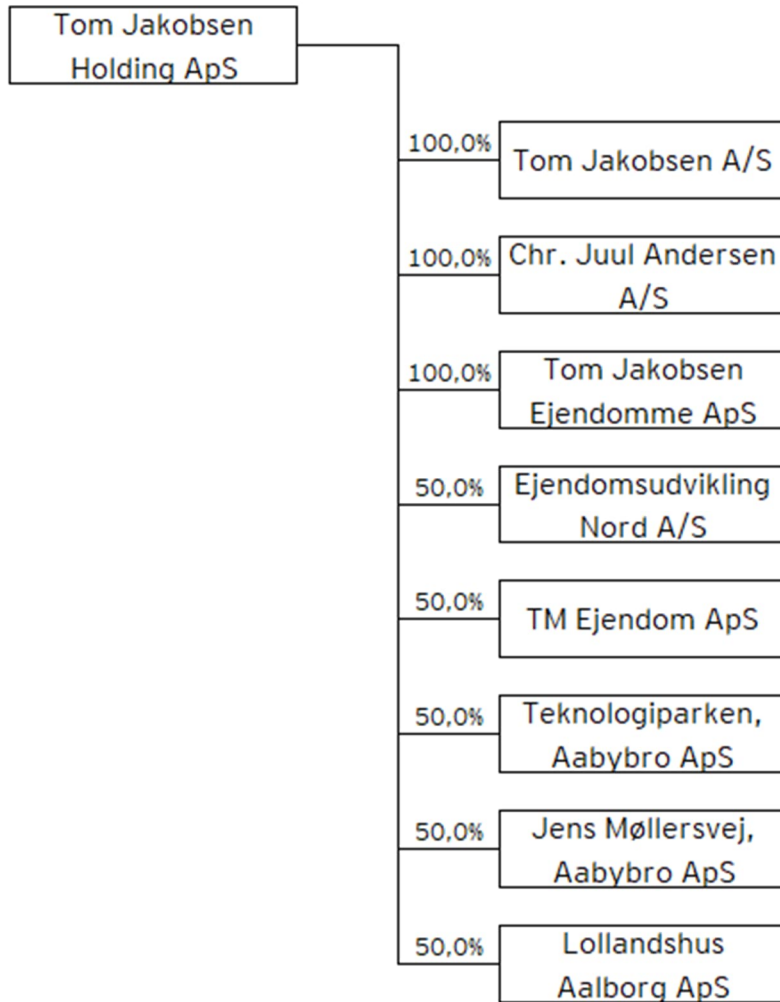 Tom Jakobsen
Holding ApS
100,0%
Tom Jakobsen A/S
100,0%
Chr. Juul Andersen
A/S
100,0%
Tom Jakobsen
Ejendomme ApS
50,0%
Ejendomsudvikling
Nord A/S
50,0%
TM Ejendom ApS
50,0%
Teknologiparken,
Aabybro ApS
50,0%
Jens Møllersvej,
Aabybro ApS
50,0%
Lollandshus
Aalborg ApS